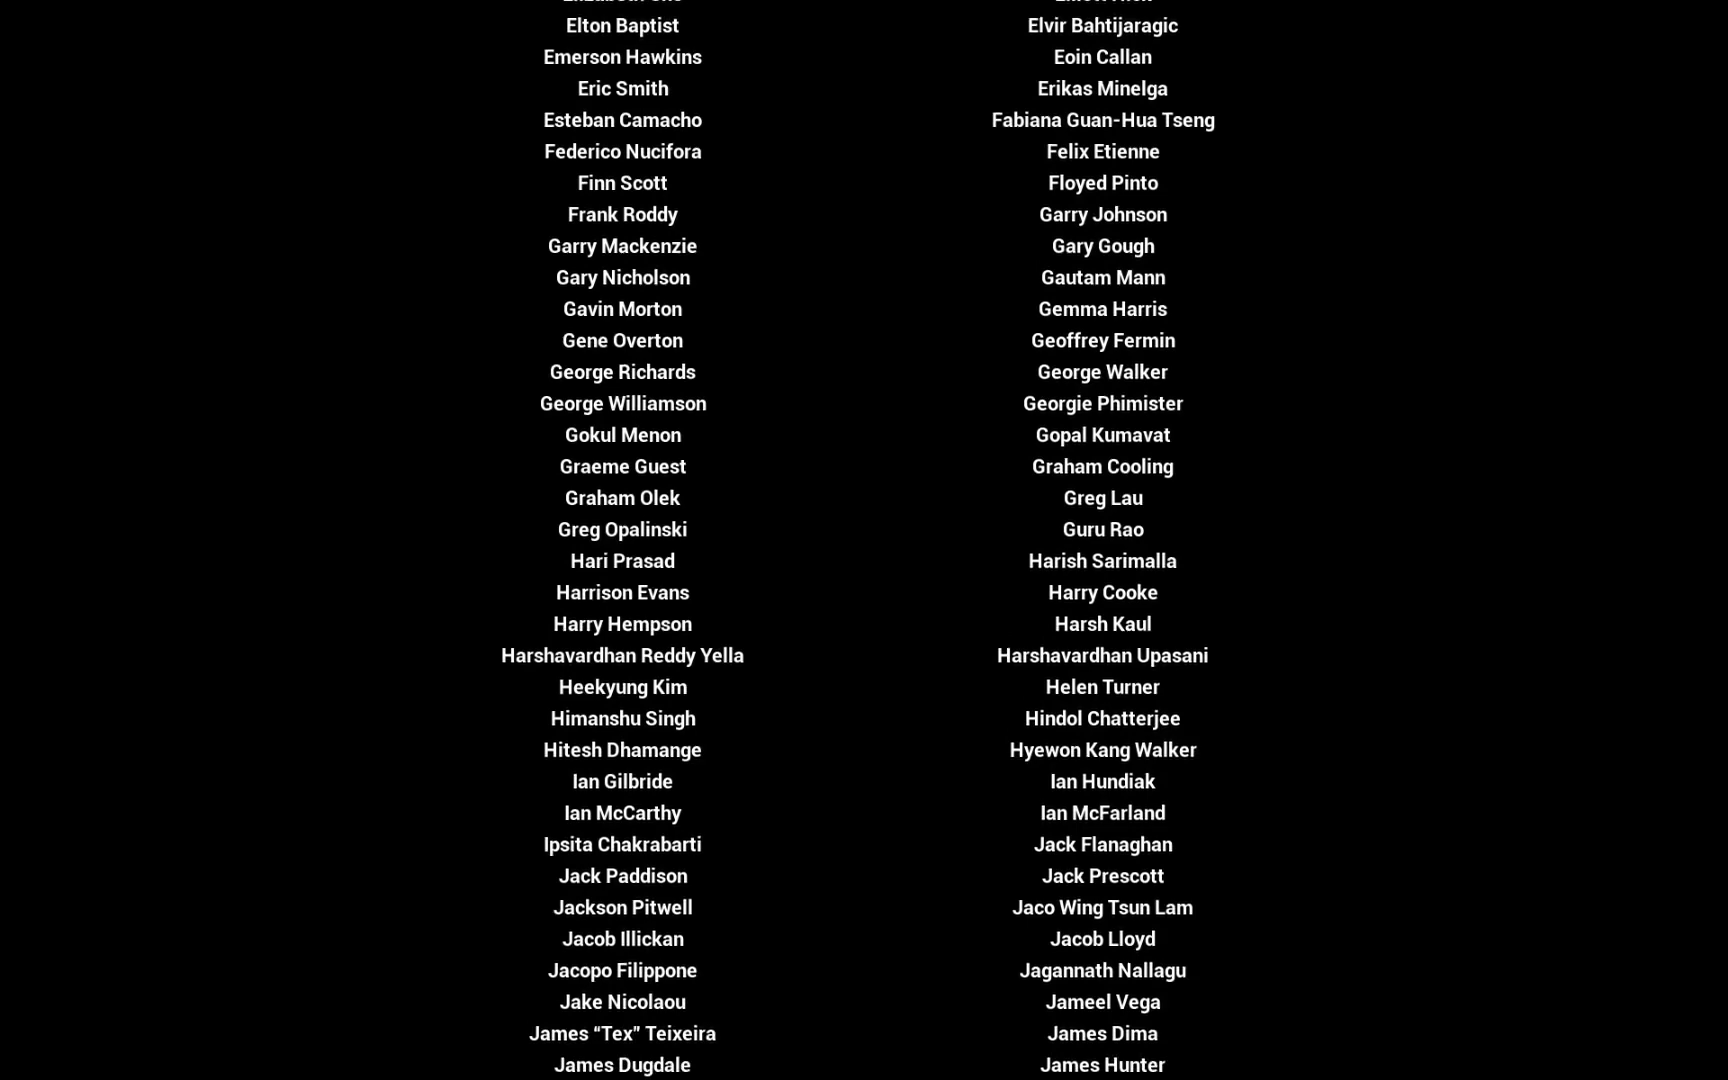 Elton Baptist
Elvir Bahtijaragic
Emerson Hawkins
Eoin Callan
Eric Smith
Erikas Minelga
Esteban Camacho
Fabiana Guan-Hua Tseng
Federico Nucifora
Felix Etienne
Finn Scott
Floyed Pinto
Frank Roddy
Garry Johnson
Garry Mackenzie
Gary Gough
Gary Nicholson
Gautam Mann
Gavin Morton
Gemma Harris
Gene Overton
Geoffrey Fermin
George Richards
George Walker
George Williamson
Georgie Phimister
Gokul Menon
Gopal Kumavat
Graeme Guest
Graham Cooling
Graham Olek
Greg Lau
Greg Opalinski
Guru Rao
Hari Prasad
Harish Sarimalla
Harrison Evans
Harry Cooke
Harry Hempson
Harsh Kaul
Harshavardhan Reddy Yella
Harshavardhan Upasani
Heekyung Kim
Helen Turner
Himanshu Singh
Hindol Chatterjee
Hitesh Dhamange
Hyewon Kang Walker
Ian Gilbride
Ian Hundiak
Ian McCarthy
Ian McFarland
Ipsita Chakrabarti
Jack Flanaghan
Jack Paddison
Jack Prescott
Jackson Pitwell
Jaco Wing Tsun Lam
Jacob Illickan
Jacob Lloyd
Jacopo Filippone
Jagannath Nallagu
Jake Nicolaou
Jameel Vega
James “Tex” Teixeira
James Dima
James Dugdale
James Hunter